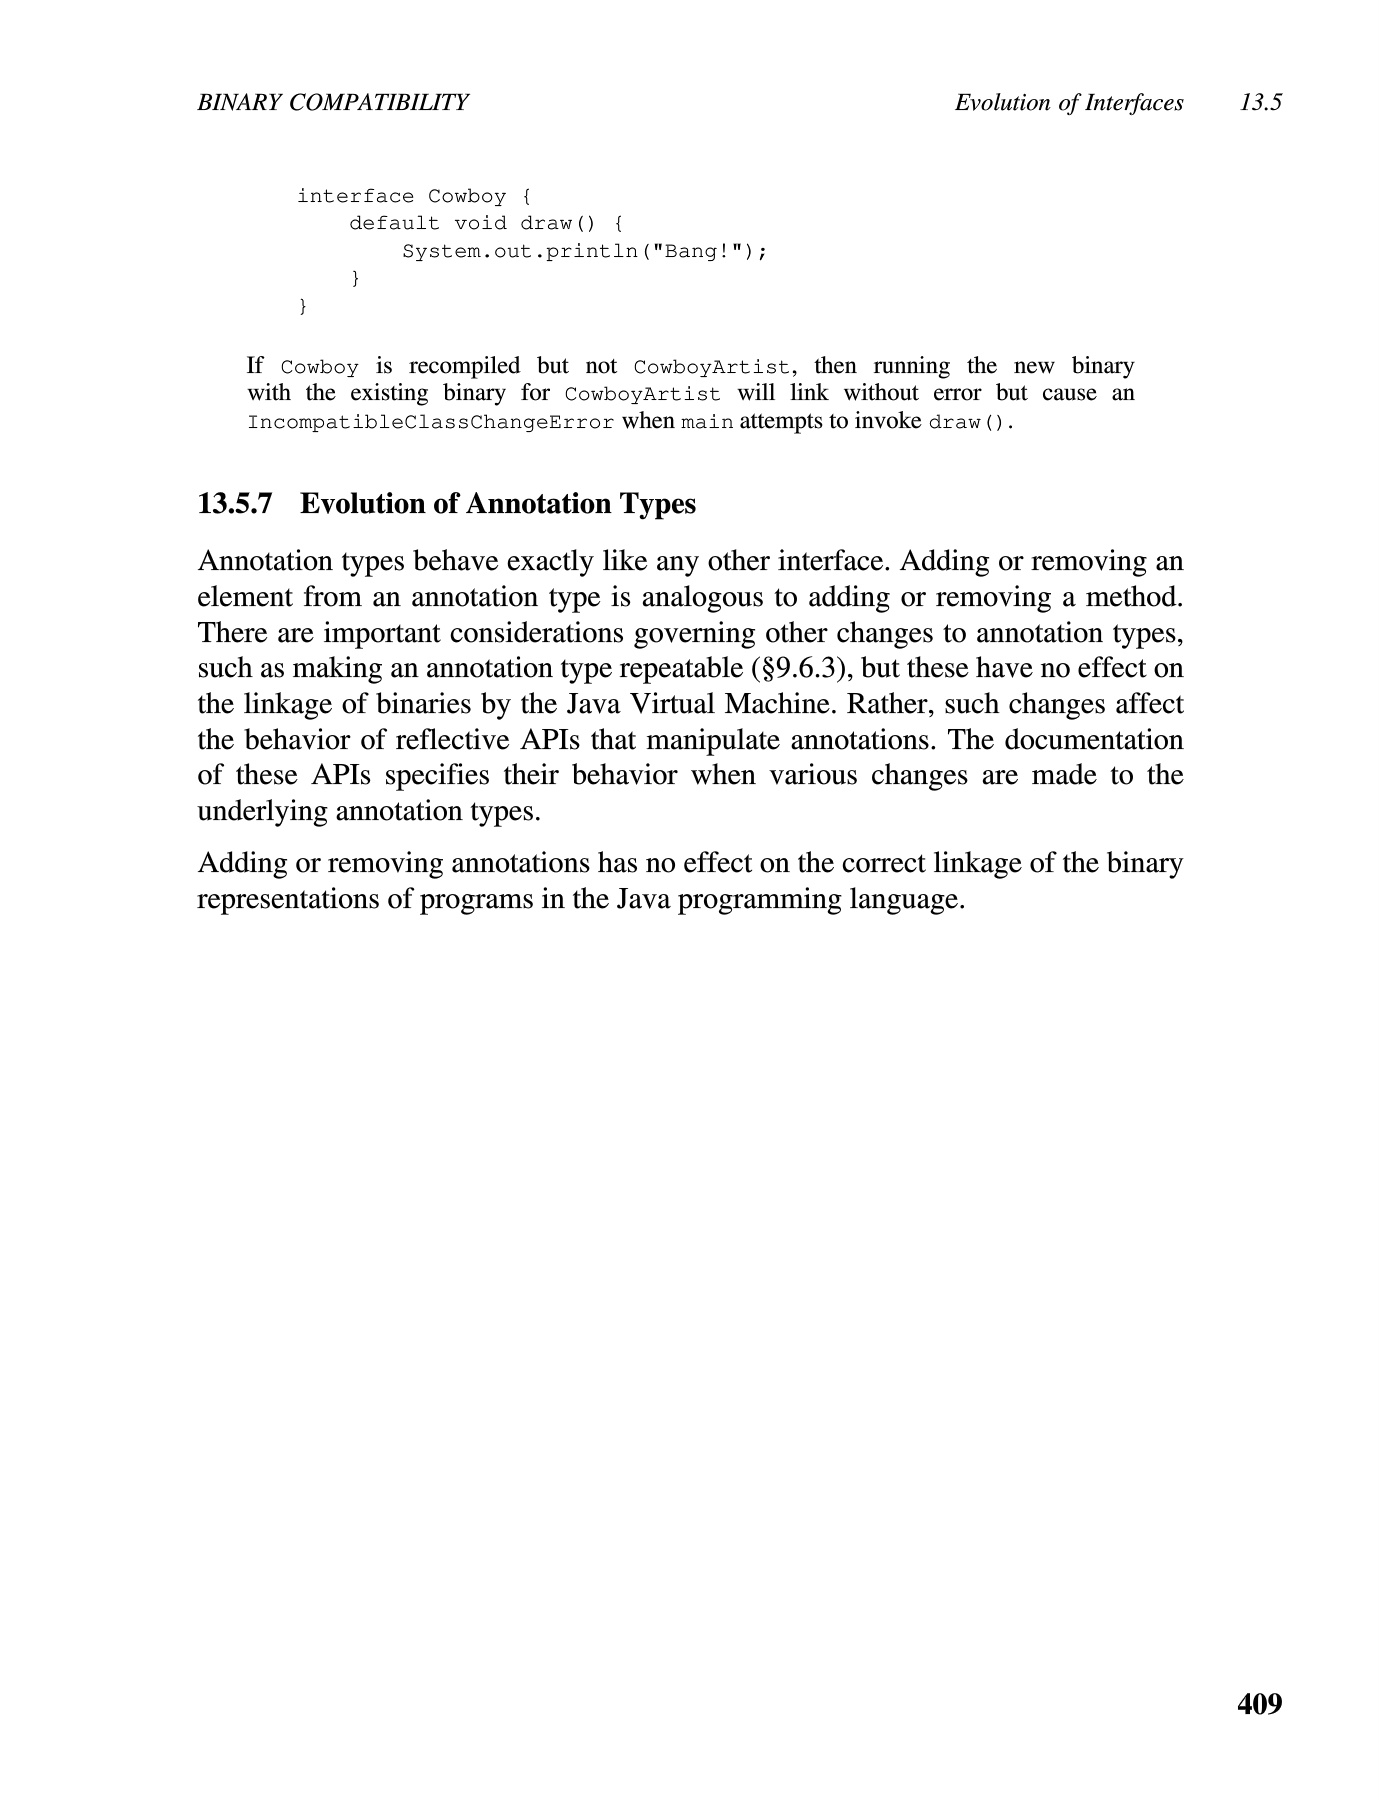 BINARY COMPATIBILITY Evolution of Interfaces 13.5
interface Cowboy {
    default void draw() {
        System.out.println("Bang!");
    }
}
If Cowboy is recompiled but not CowboyArtist, then running the new binary
with the existing binary for CowboyArtist will link without error but cause an
IncompatibleClassChangeError when main attempts to invoke draw().
13.5.7 Evolution of Annotation Types
Annotation types behave exactly like any other interface. Adding or removing an
element from an annotation type is analogous to adding or removing a method.
There are important considerations governing other changes to annotation types,
such as making an annotation type repeatable (§9.6.3), but these have no effect on
the linkage of binaries by the Java Virtual Machine. Rather, such changes affect
the behavior of reflective APIs that manipulate annotations. The documentation
of these APIs specifies their behavior when various changes are made to the
underlying annotation types.
Adding or removing annotations has no effect on the correct linkage of the binary
representations of programs in the Java programming language.
409